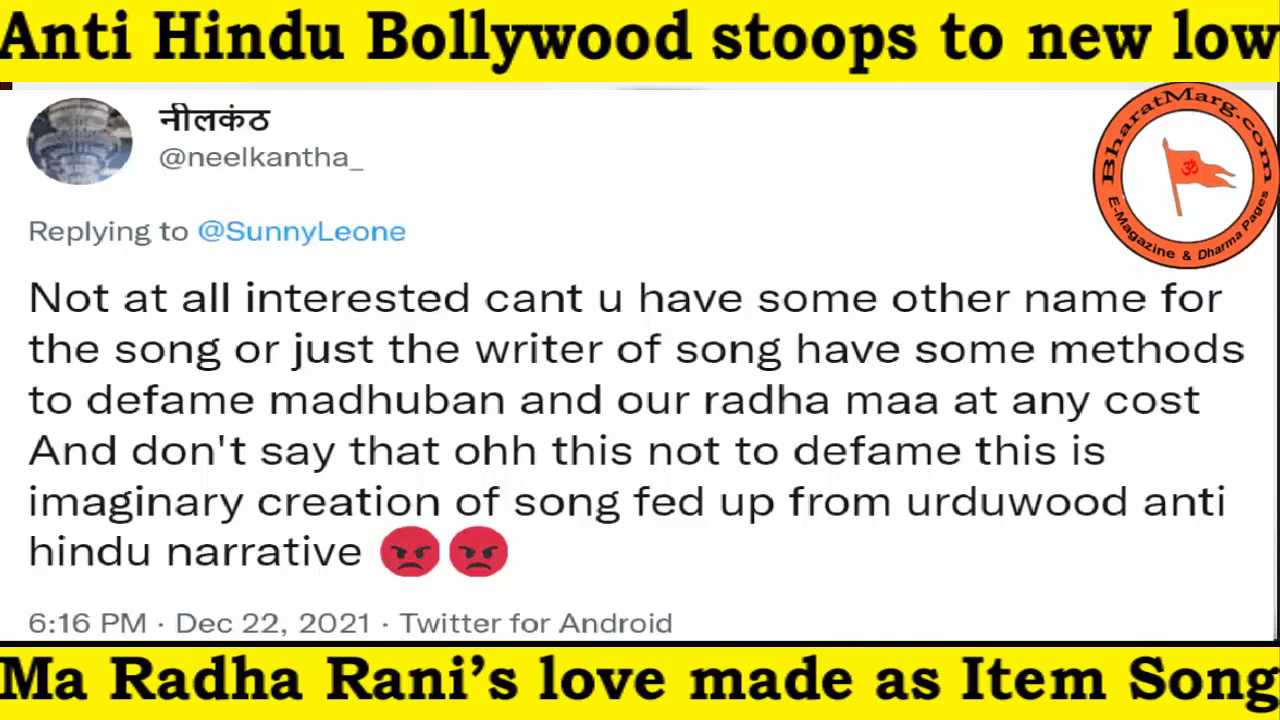 Anti Hindu Bollywood stoops to new low
नीलकंठ
@neelkantha_
BharatMarg.com
ॐ
E-Magazine & Dharma Pages
Replying to @SunnyLeone
Not at all interested cant u have some other name for
the song or just the writer of song have some methods
to defame madhuban and our radha maa at any cost
And don't say that ohh this not to defame this is
imaginary creation of song fed up from urduwood anti
hindu narrative 😡😡
6:16 PM · Dec 22, 2021 · Twitter for Android
Ma Radha Rani’s love made as Item Song